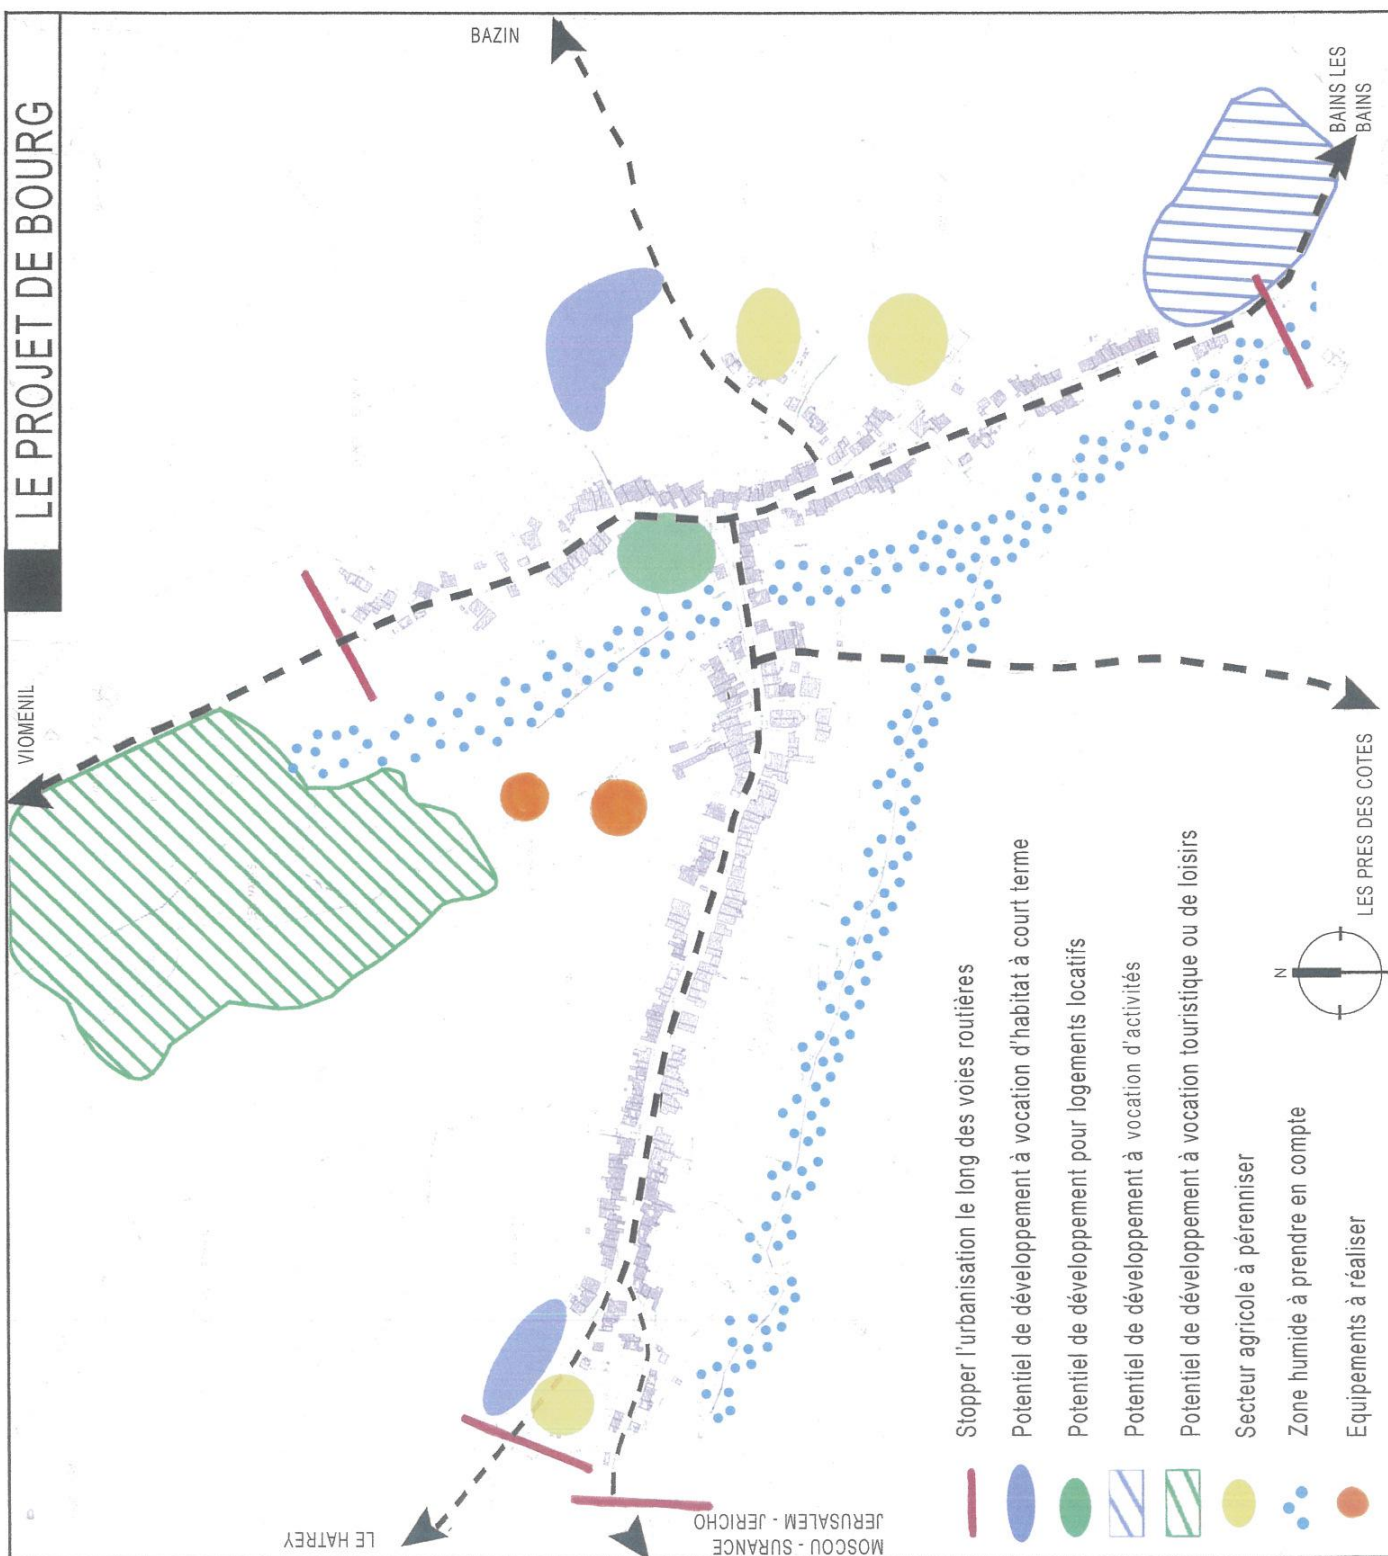 LE PROJET DE BOURG
VIOMENIL
BAZIN
BAINS LES
BAINS
LE HATREY
MOSCOU - SURANCE
JERUSALEM - JERICHO
LES PRES DES COTES
N
Stopper l'urbanisation le long des voies routières
Potentiel de développement à vocation d'habitat à court terme
Potentiel de développement pour logements locatifs
Potentiel de développement à vocation d'activités
Potentiel de développement à vocation touristique ou de loisirs
Secteur agricole à pérenniser
Zone humide à prendre en compte
Equipements à réaliser